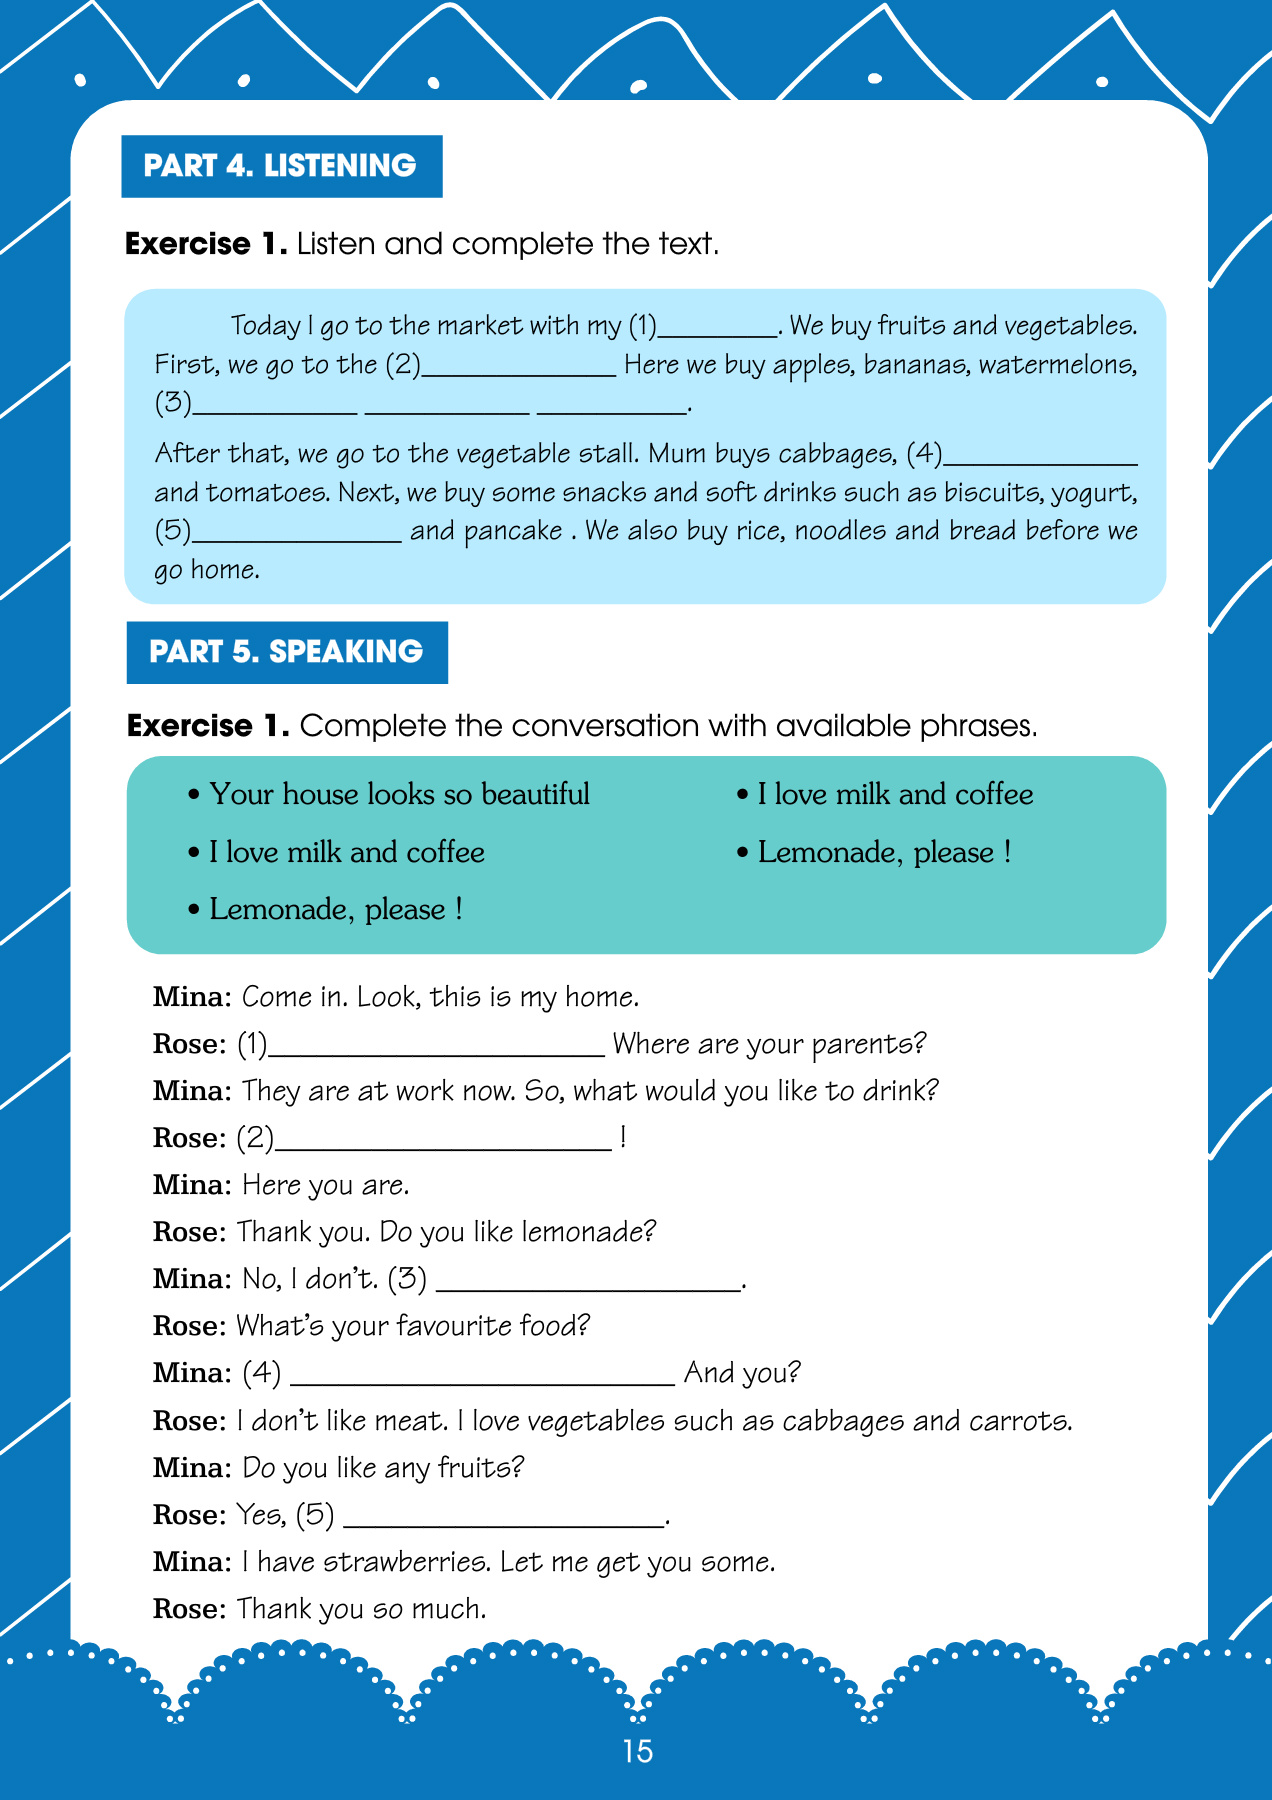 PART 4. LISTENING
Exercise 1. Listen and complete the text.
Today I go to the market with my (1)________. We buy fruits and vegetables.
First, we go to the (2)_____________ Here we buy apples, bananas, watermelons,
(3)___________ ___________ __________.
After that, we go to the vegetable stall. Mum buys cabbages, (4)_____________
and tomatoes. Next, we buy some snacks and soft drinks such as biscuits, yogurt,
(5)______________ and pancake . We also buy rice, noodles and bread before we
go home.
PART 5. SPEAKING
Exercise 1. Complete the conversation with available phrases.
• Your house looks so beautiful • I love milk and coffee
• I love milk and coffee • Lemonade, please !
• Lemonade, please !
Mina: Come in. Look, this is my home.
Rose: (1)_____________________ Where are your parents?
Mina: They are at work now. So, what would you like to drink?
Rose: (2)_____________________ !
Mina: Here you are.
Rose: Thank you. Do you like lemonade?
Mina: No, I don't. (3) ___________________.
Rose: What's your favourite food?
Mina: (4) ________________________ And you?
Rose: I don't like meat. I love vegetables such as cabbages and carrots.
Mina: Do you like any fruits?
Rose: Yes, (5) ____________________.
Mina: I have strawberries. Let me get you some.
Rose: Thank you so much.
15